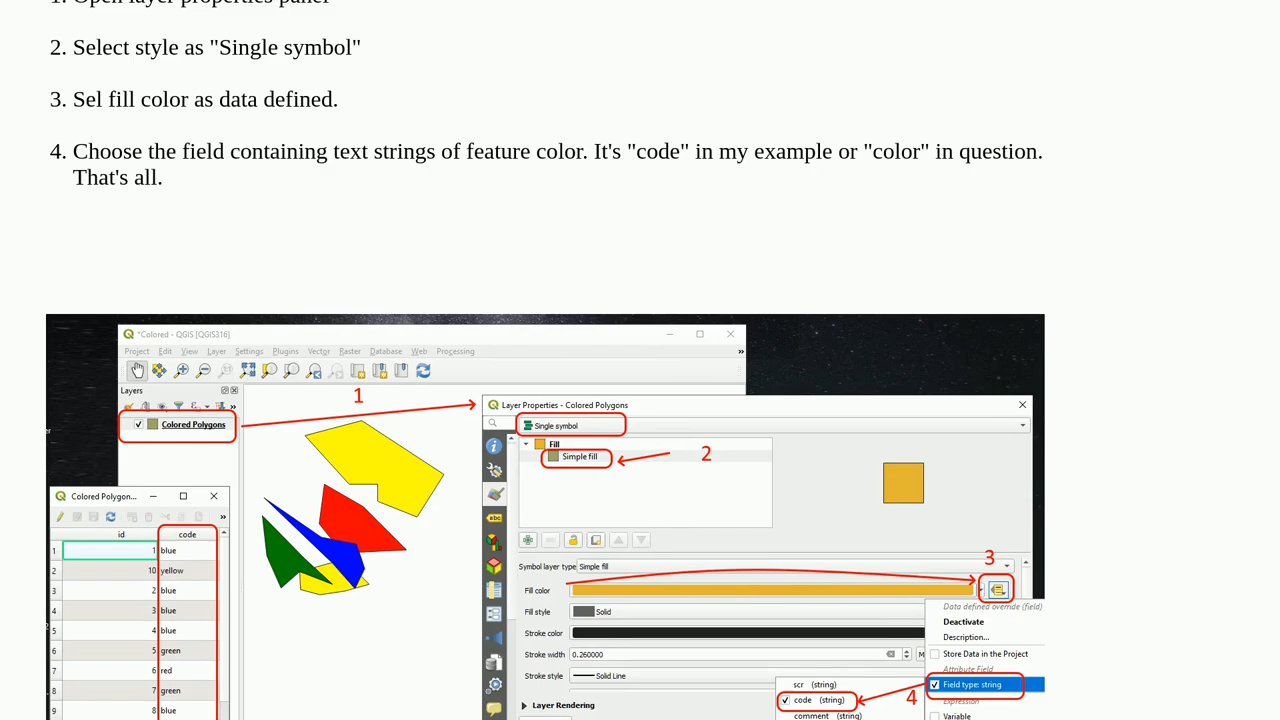 1. Open layer properties panel
2. Select style as "Single symbol"
3. Sel fill color as data defined.
4. Choose the field containing text strings of feature color. It's "code" in my example or "color" in question.
That's all.
*Colored - QGIS [QGIS316]
Project Edit View Layer Settings Plugins Vector Raster Database Web Processing »
Layers
1
Layer Properties - Colored Polygons
Colored Polygons
Single symbol
Fill
Simple fill
2
abc
Colored Polygon...
id code
1 1 blue
2 10 yellow
3 2 blue
4 3 blue
5 4 blue
6 5 green
7 6 red
8 7 green
9 8 blue
Symbol layer type Simple fill
3
Fill color
Data defined override (field)
Fill style Solid
Deactivate
Stroke color
Description...
Stroke width 0.260000 M
Store Data in the Project
Attribute Field
Stroke style Solid Line
Field type: string
scr (string)
code (string)
4
Expression
Layer Rendering
comment (string)
Variable